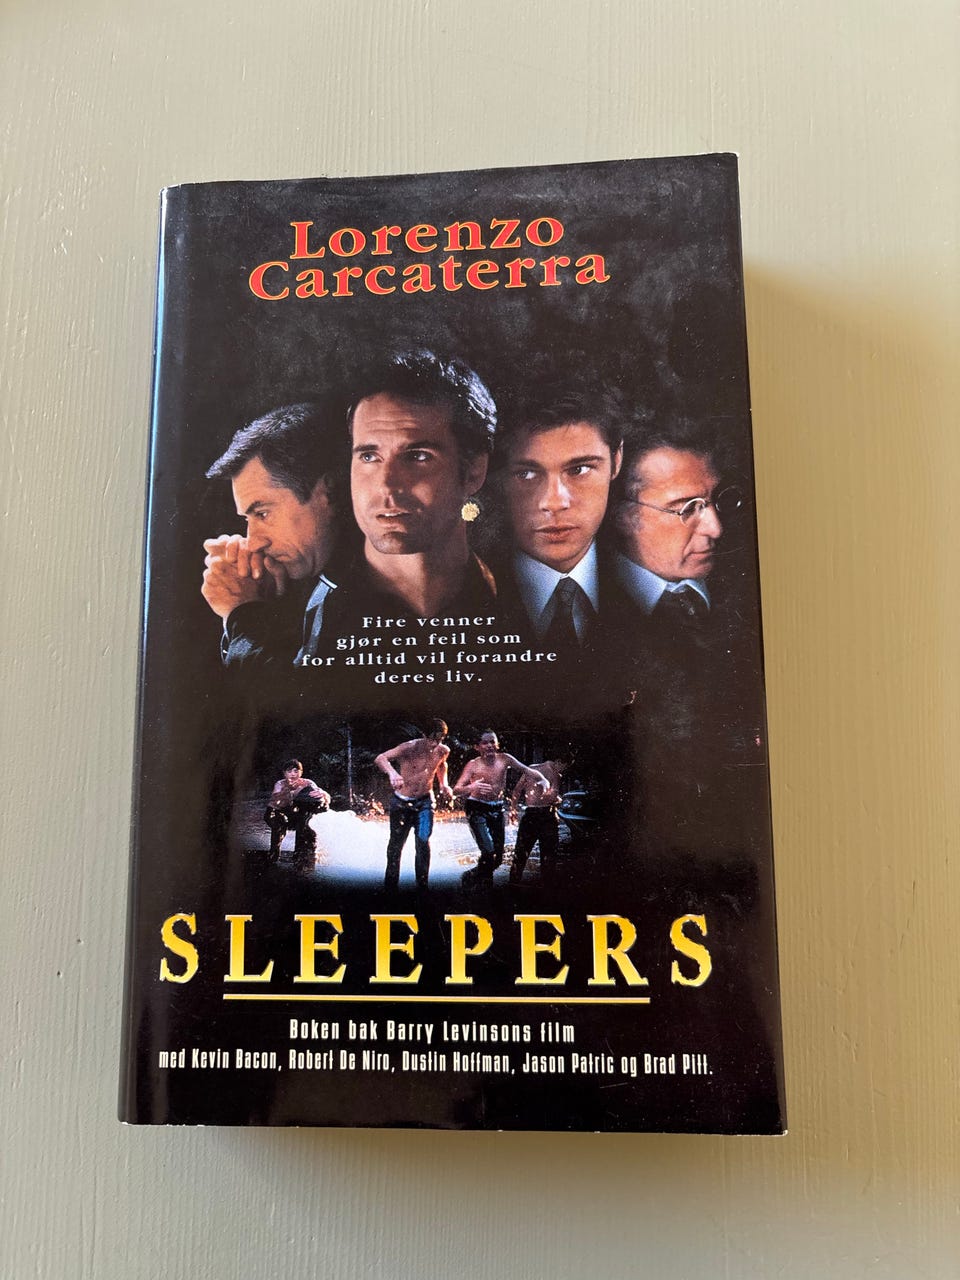 Lorenzo
Carcaterra
Fire venner
gjør en feil som
for alltid vil forandre
deres liv.
SLEEPERS
Boken bak Barry Levinsons film
med Kevin Bacon, Robert De Niro, Dustin Hoffman, Jason Patric og Brad Pitt.